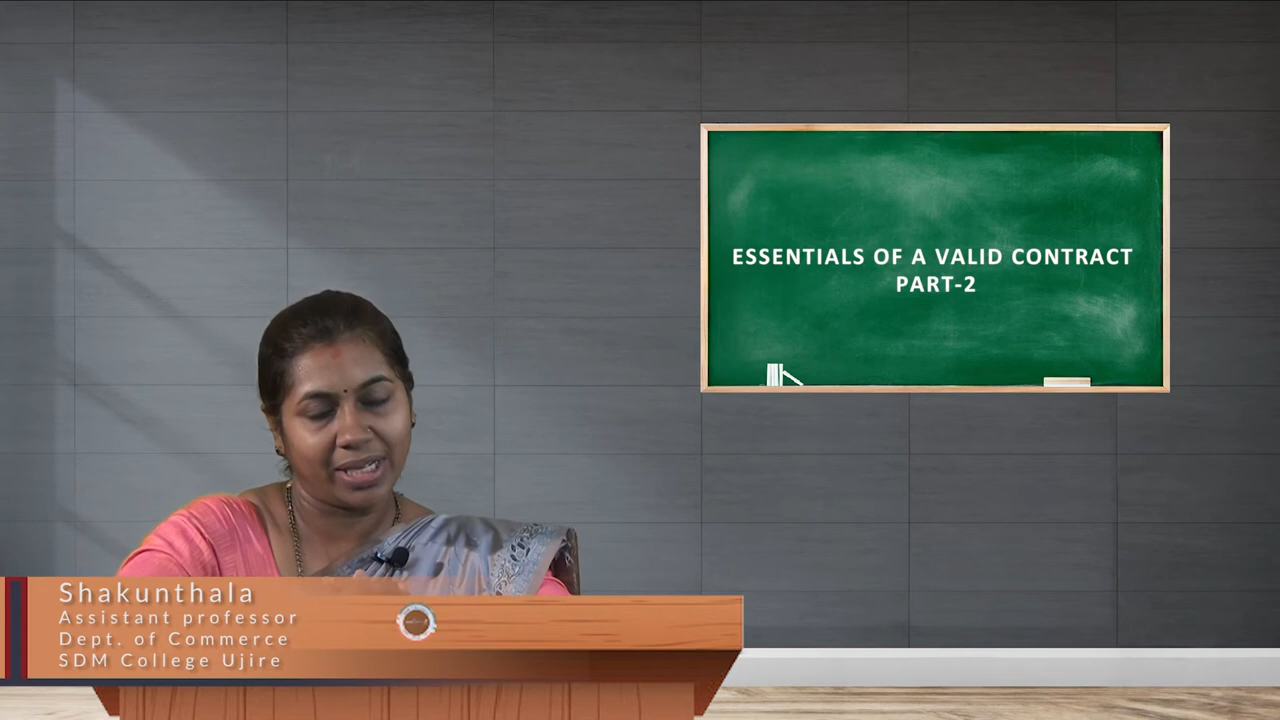 ESSENTIALS OF A VALID CONTRACT
PART-2
Shakunthala
Assistant professor
Dept. of Commerce
SDM College Ujire